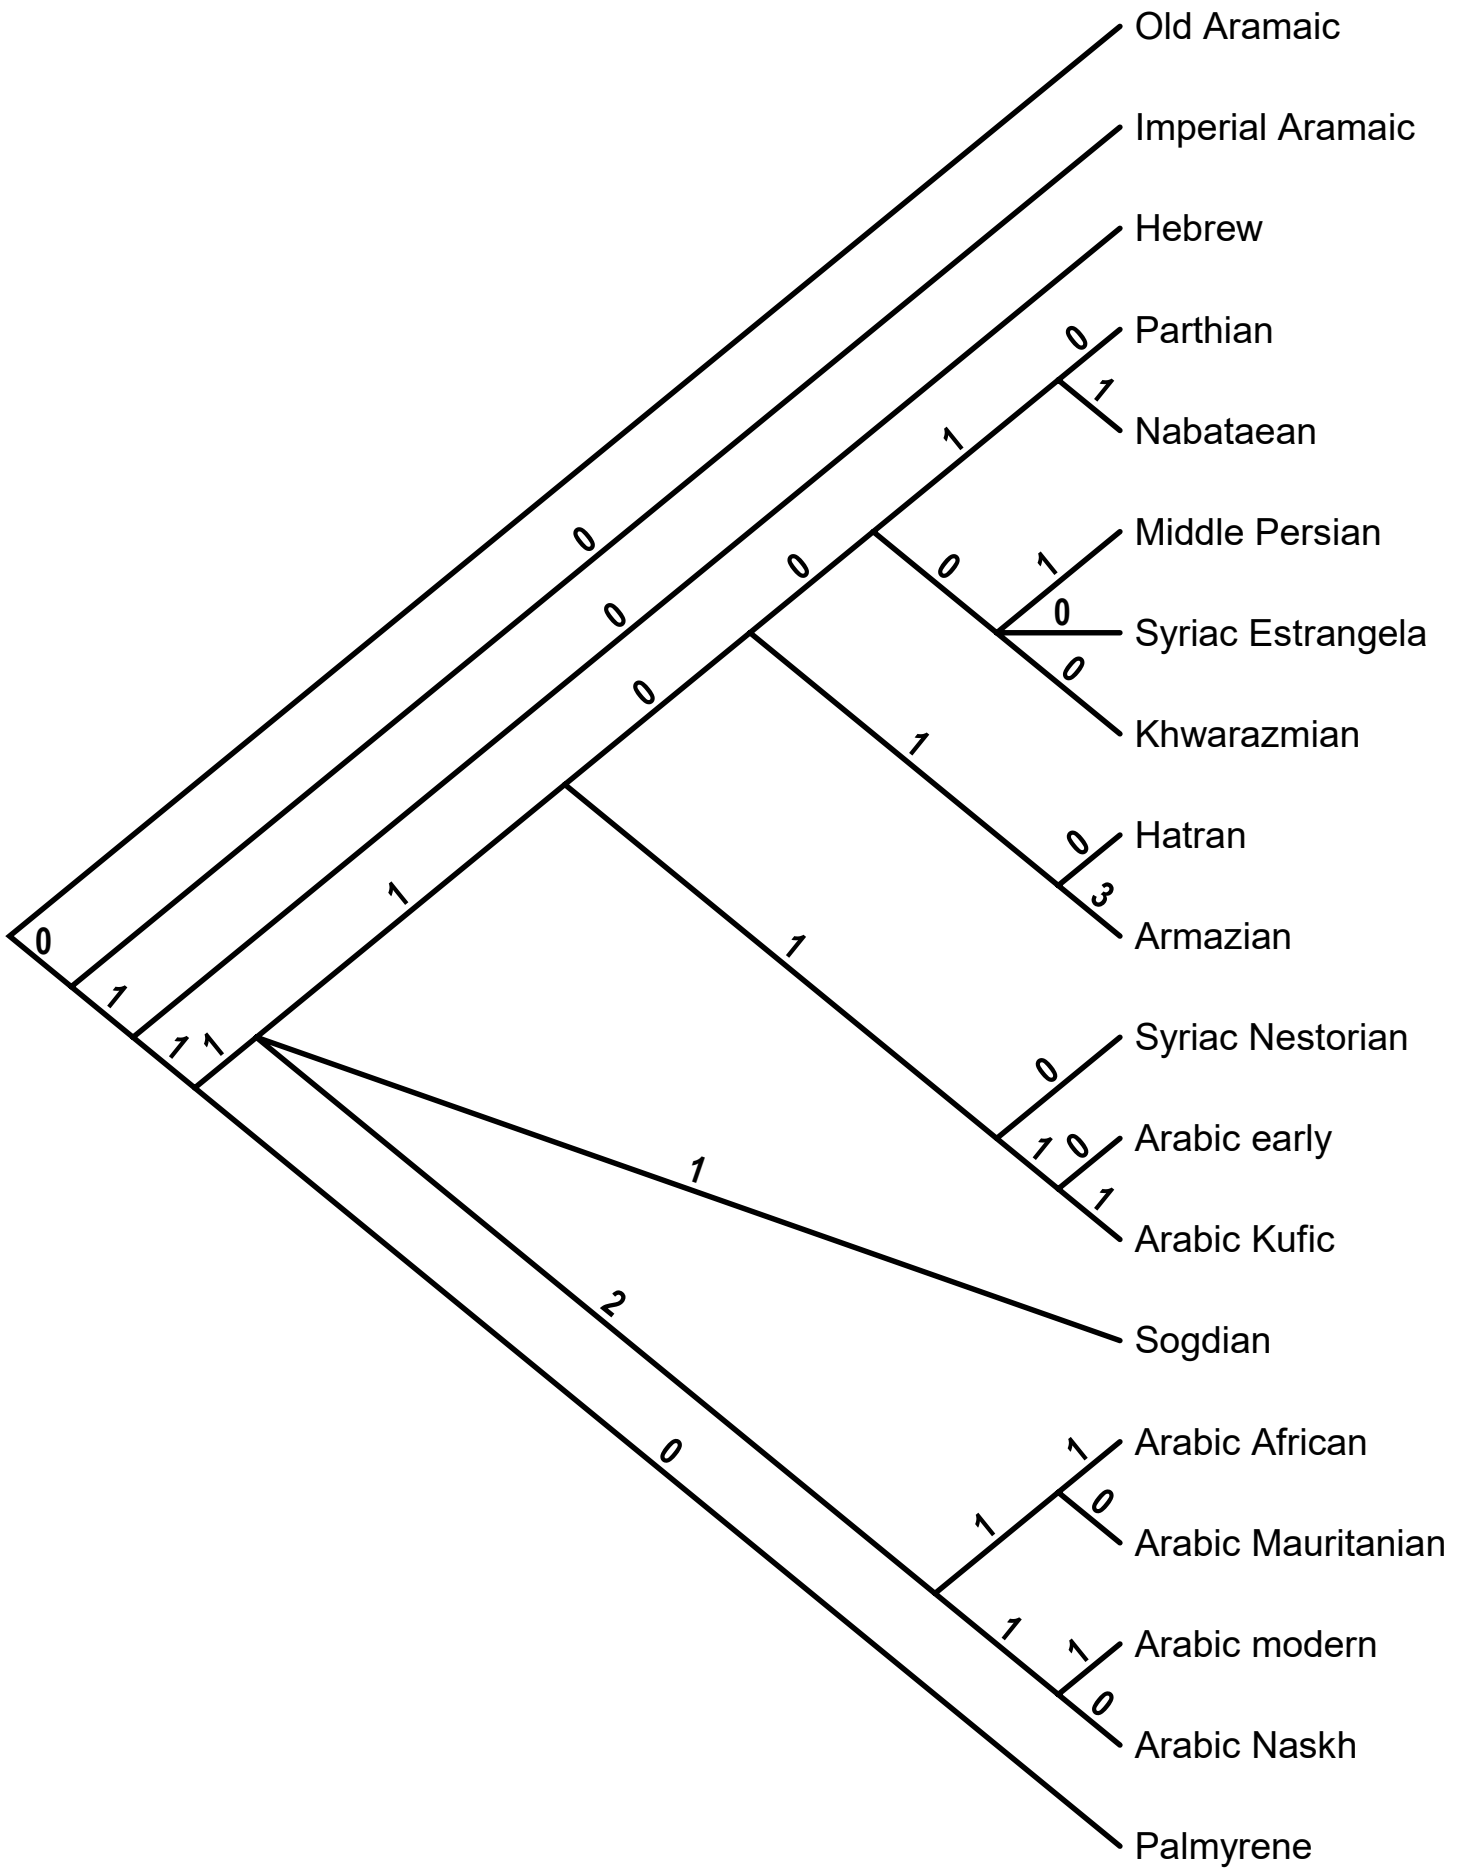 Old Aramaic
Imperial Aramaic
Hebrew
0
Parthian
1
Nabataean
1
Middle Persian
1
0
0
0
0
Syriac Estrangela
0
0
0
Khwarazmian
1
0
Hatran
3
1
Armazian
0
1
1
Syriac Nestorian
1
1
0
1
0
Arabic early
1
1
Arabic Kufic
2
Sogdian
1
Arabic African
0
0
1
Arabic Mauritanian
1
1
Arabic modern
0
Arabic Naskh
Palmyrene